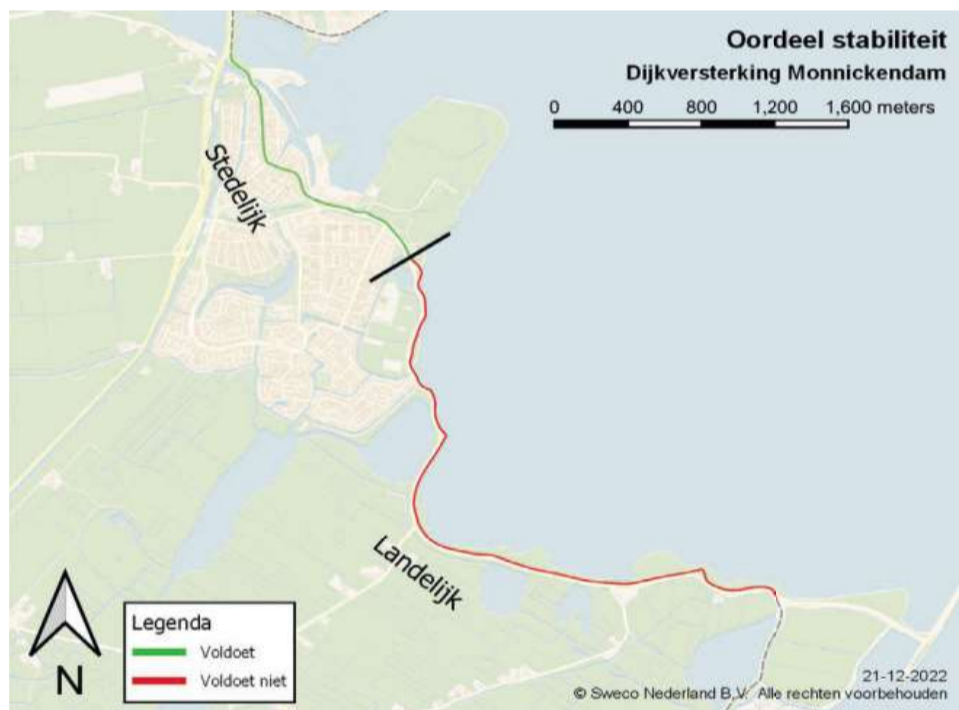 Oordeel stabiliteit
Dijkversterking Monnickendam
0 400 800 1,200 1,600 meters
Stedelijk
Landelijk
N
Legenda
Voldoet
Voldoet niet
21-12-2022
© Sweco Nederland B.V. Alle rechten voorbehouden